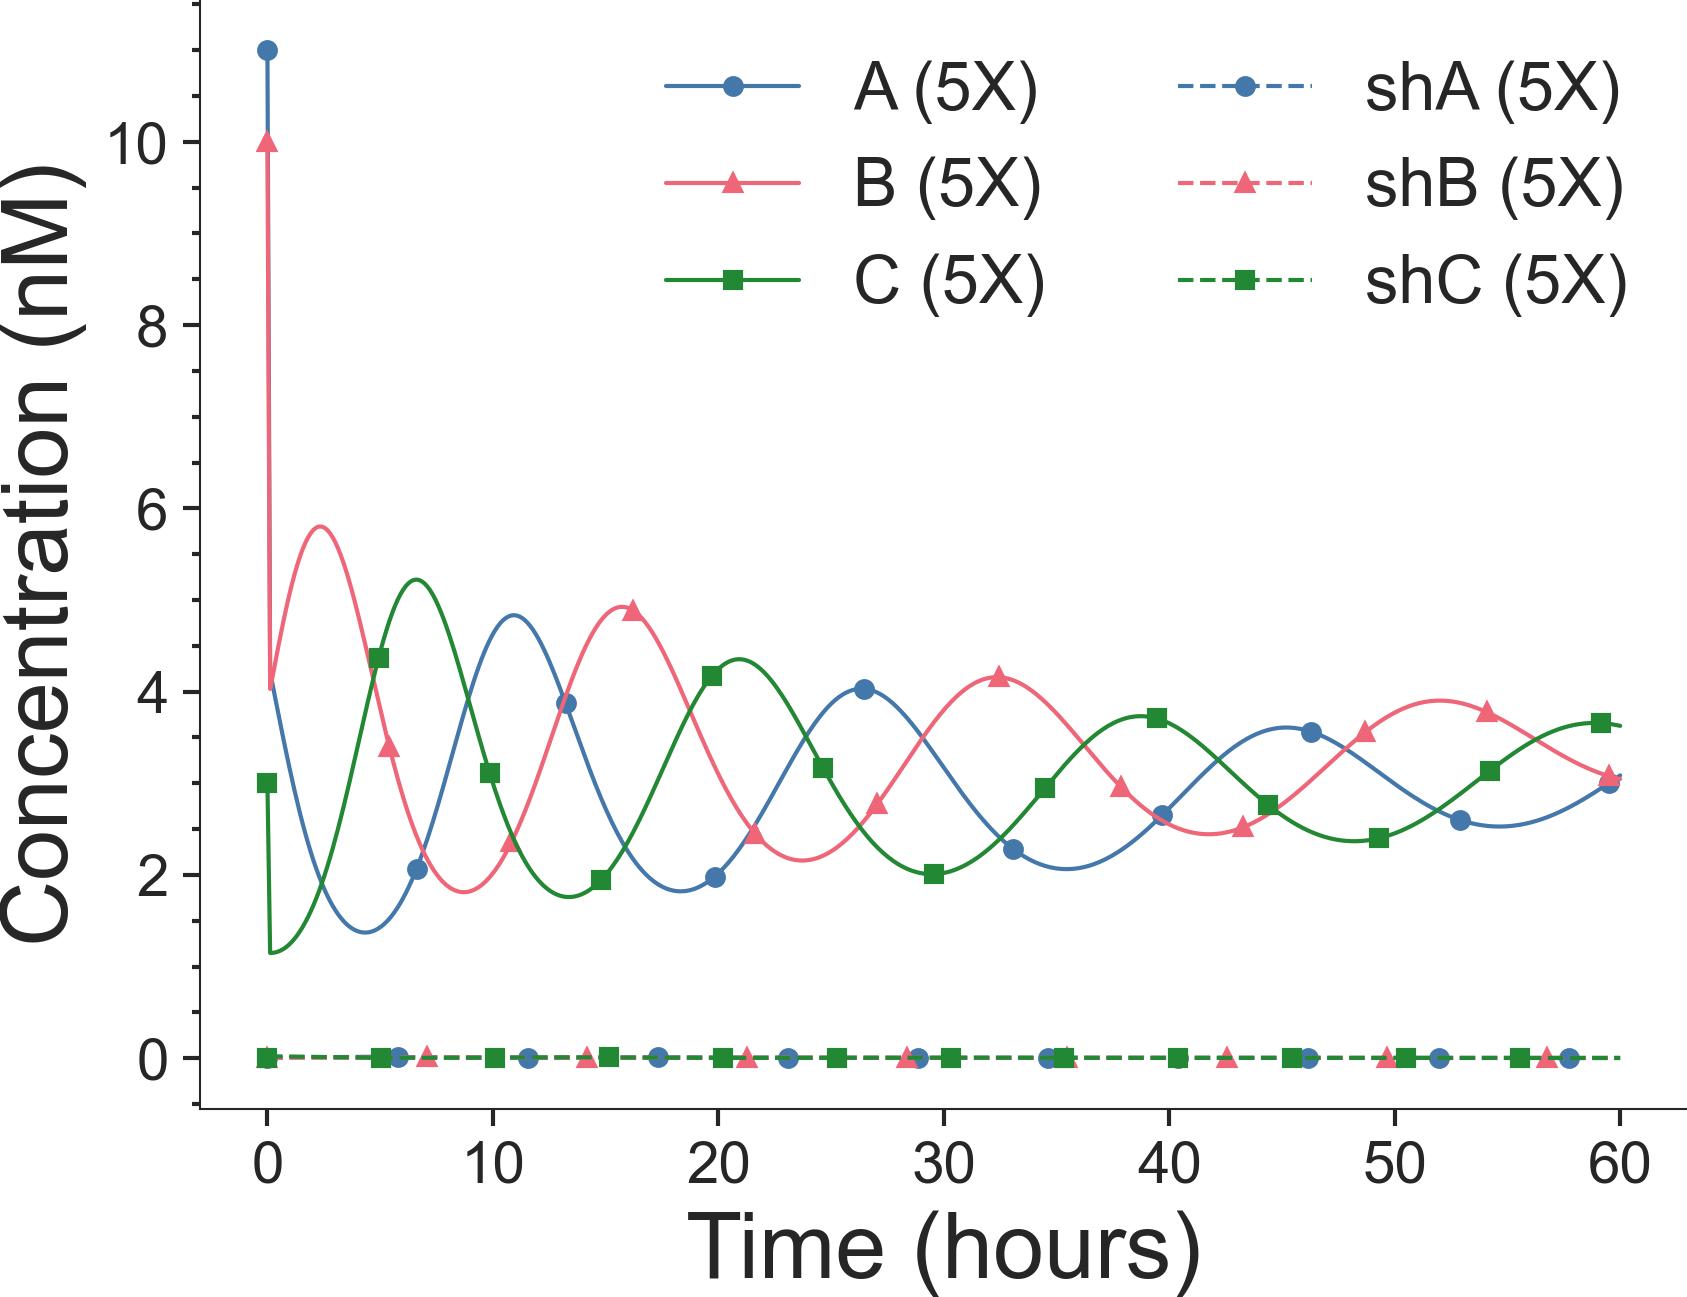 Concentration (nM)
10
8
6
4
2
0
A (5X)
B (5X)
C (5X)
shA (5X)
shB (5X)
shC (5X)
0 10 20 30 40 50 60
Time (hours)